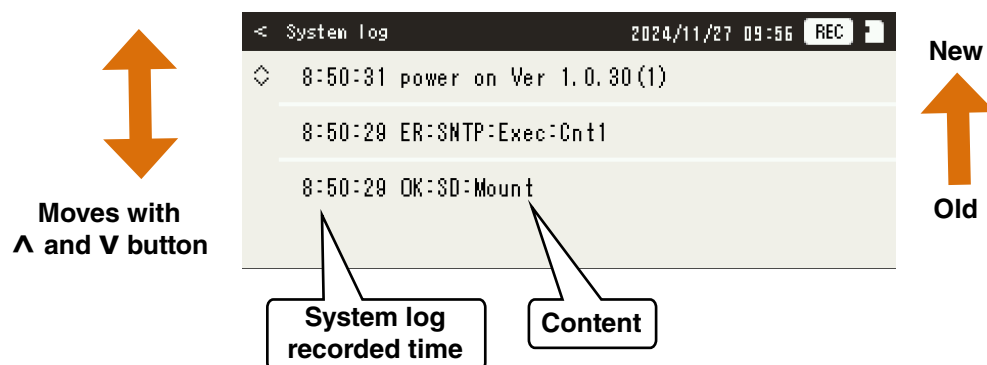 < System log 2024/11/27 09:56 REC
8:50:31 power on Ver 1.0.30(1)
8:50:29 ER:SNTP:Exec:Cnt1
8:50:29 OK:SD:Mount
New
Old
Moves with
∧ and ∨ button
System log
recorded time
Content